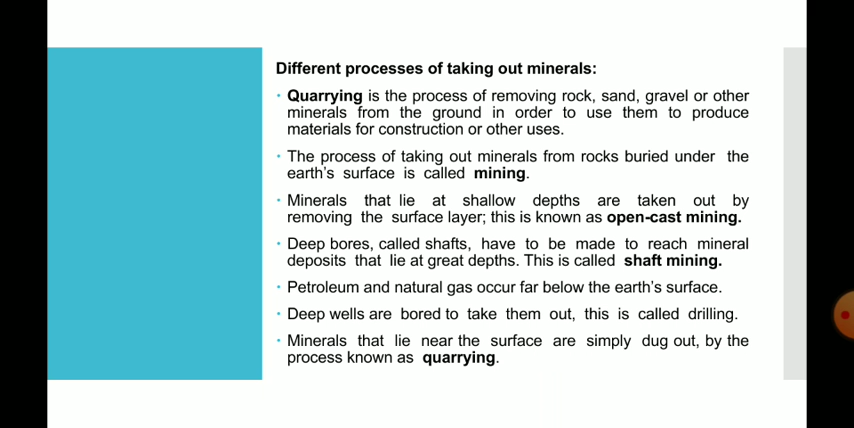 Different processes of taking out minerals:
• Quarrying is the process of removing rock, sand, gravel or other
minerals from the ground in order to use them to produce
materials for construction or other uses.
• The process of taking out minerals from rocks buried under the
earth's surface is called mining.
• Minerals that lie at shallow depths are taken out by
removing the surface layer; this is known as open-cast mining.
• Deep bores, called shafts, have to be made to reach mineral
deposits that lie at great depths. This is called shaft mining.
• Petroleum and natural gas occur far below the earth's surface.
• Deep wells are bored to take them out, this is called drilling.
• Minerals that lie near the surface are simply dug out, by the
process known as quarrying.